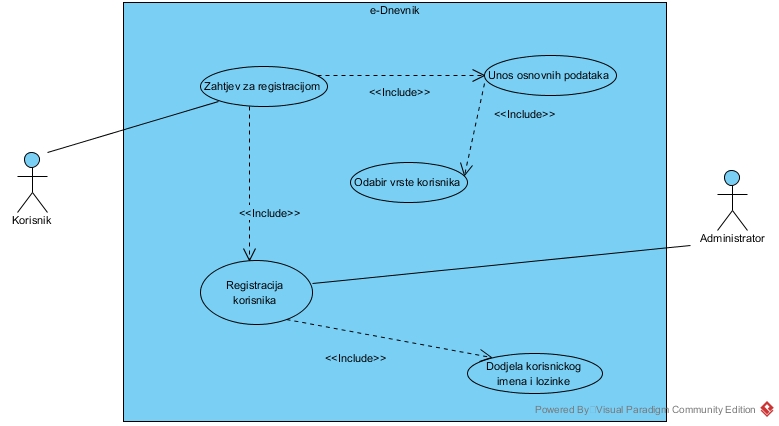 e-Dnevnik
Zahtjev za registracijom
Unos osnovnih podataka
<<Include>>
<<Include>>
Odabir vrste korisnika
Korisnik
<<Include>>
Administrator
Registracija
korisnika
<<Include>>
Dodjela korisnickog
imena i lozinke
Powered By Visual Paradigm Community Edition